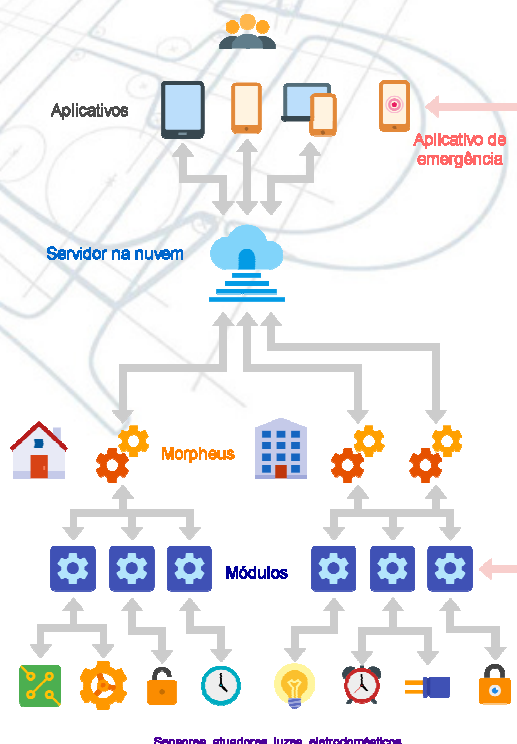 Aplicativos
Aplicativo de
emergência
Servidor na nuvem
Morpheus
Módulos
Sensores, atuadores, luzes, eletrodomésticos